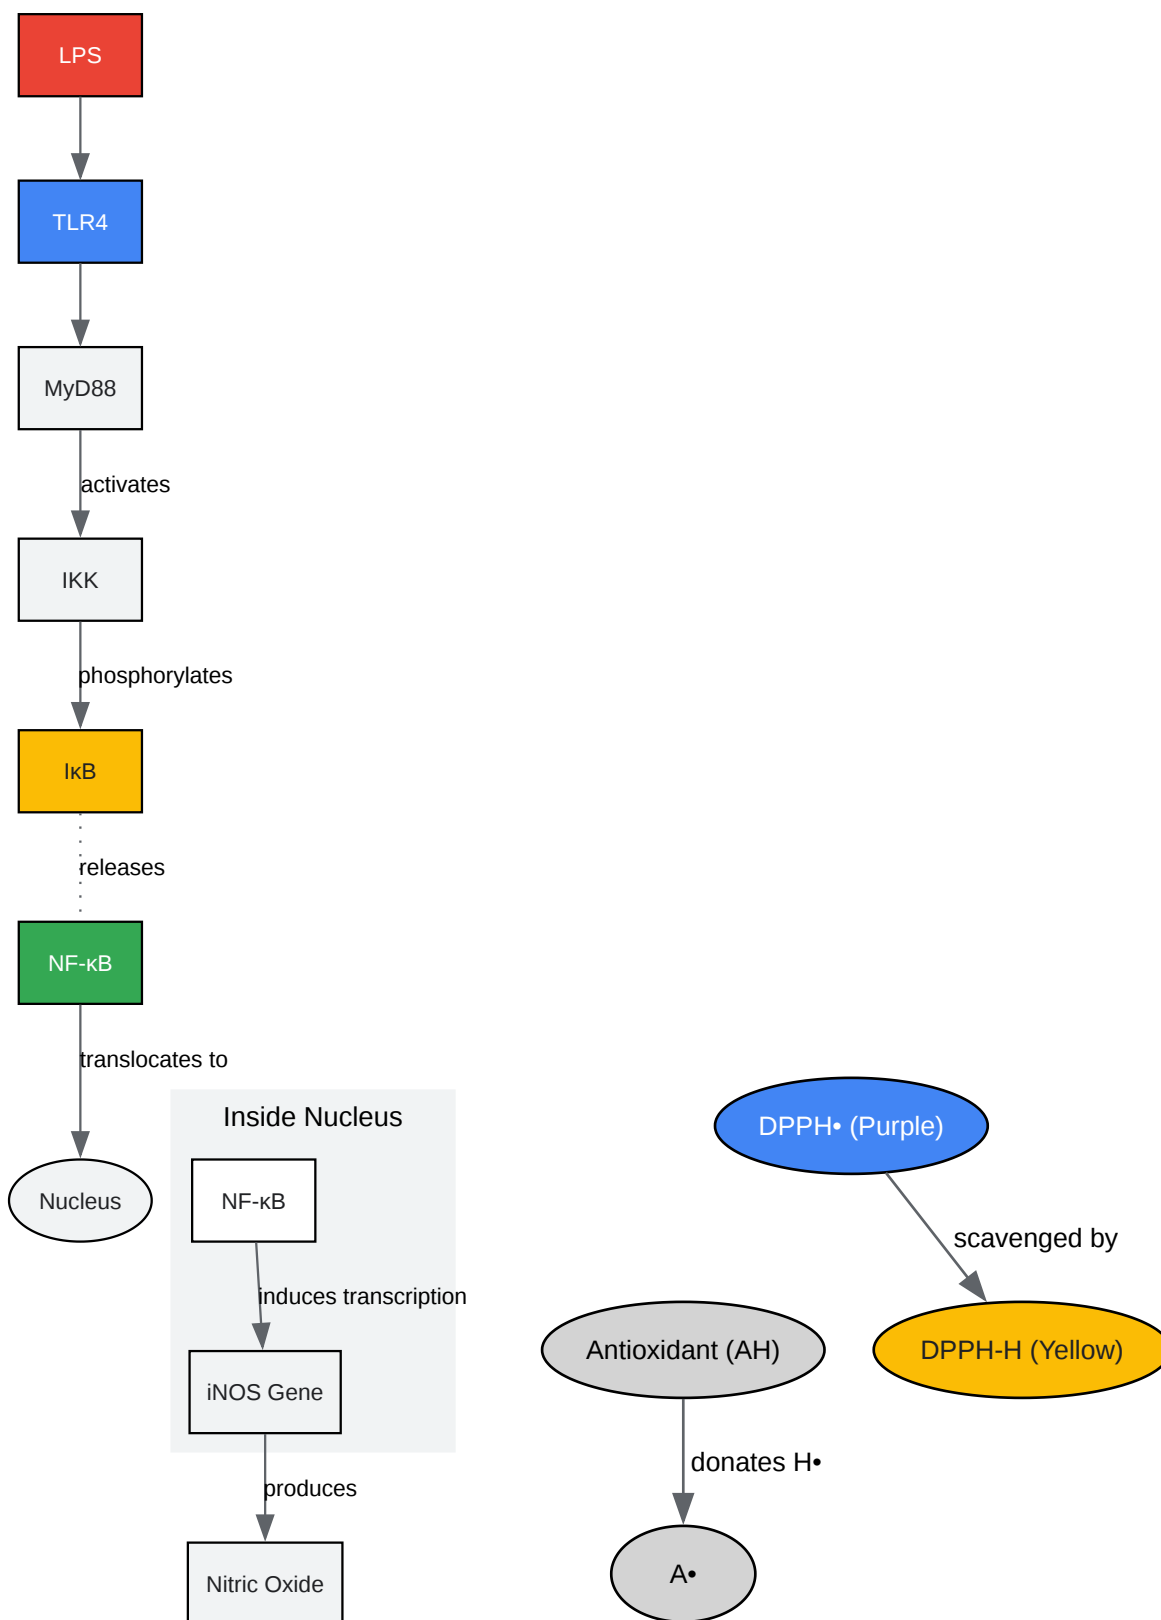 LPS
TLR4
MyD88
activates
IKK
phosphorylates
IκB
releases
NF-κB
translocates to
Nucleus
Inside Nucleus
NF-κB
induces transcription
iNOS Gene
produces
Nitric Oxide
DPPH• (Purple)
scavenged by
Antioxidant (AH)
DPPH-H (Yellow)
donates H•
A•